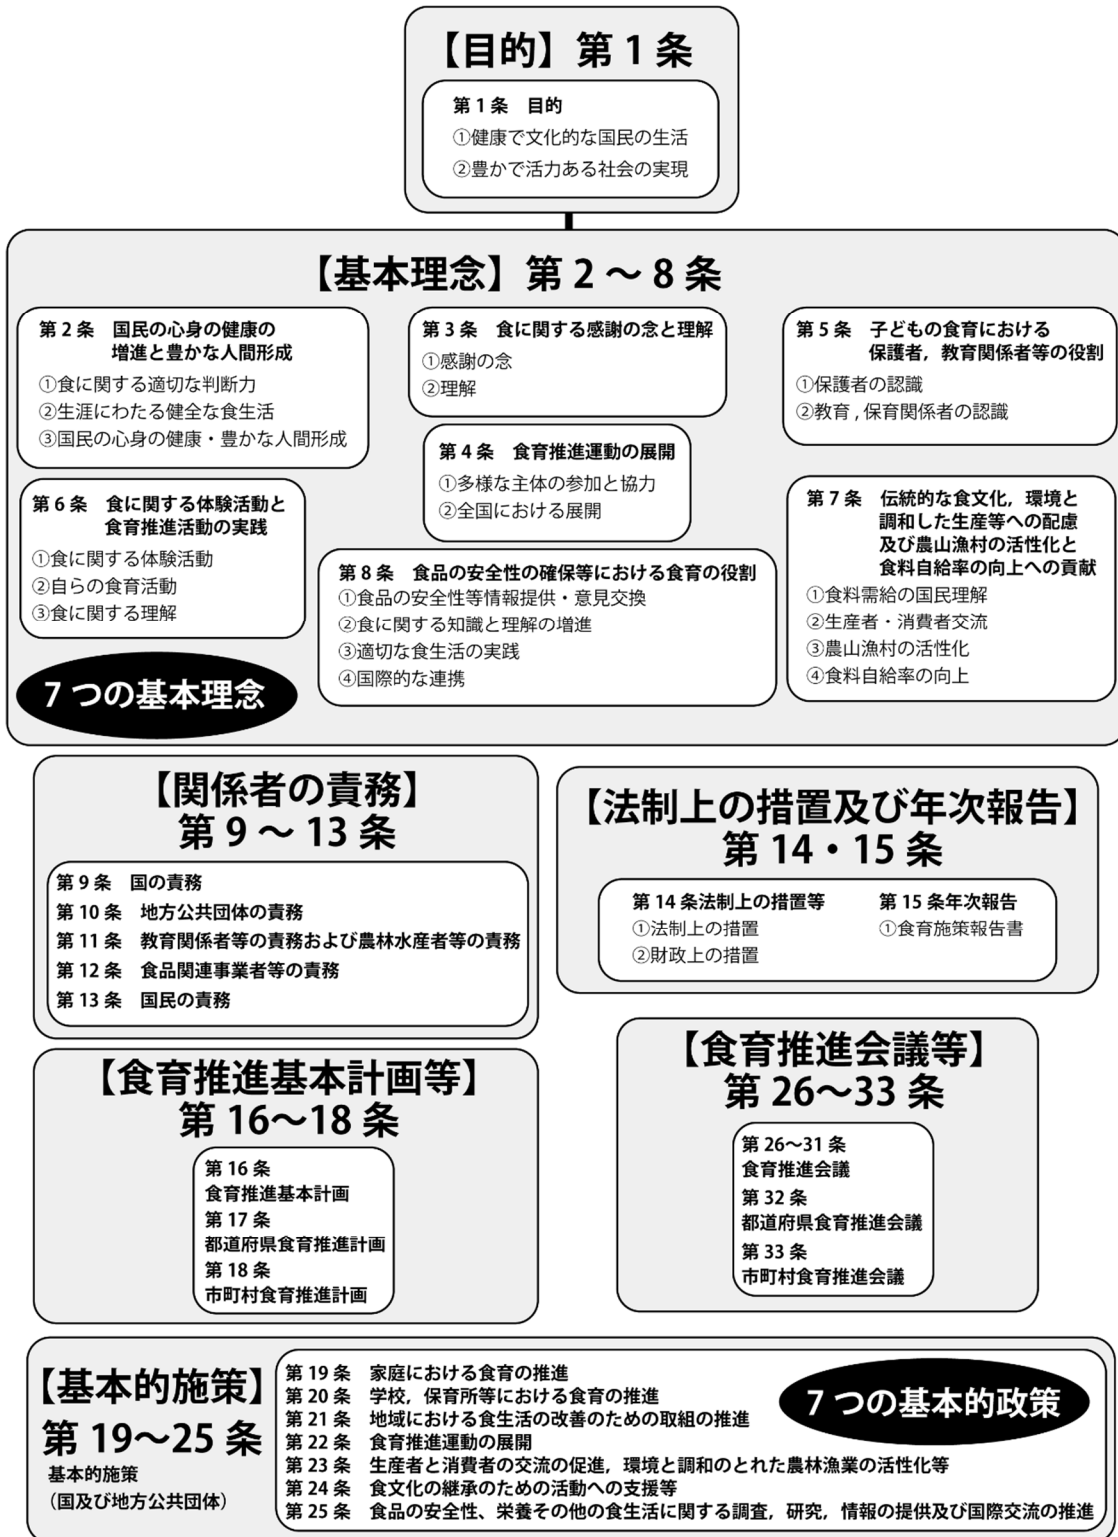 【目的】第1条
第1条　目的
①健康で文化的な国民の生活
②豊かで活力ある社会の実現
【基本理念】第2～8条
第2条　国民の心身の健康の
増進と豊かな人間形成
①食に関する適切な判断力
②生涯にわたる健全な食生活
③国民の心身の健康・豊かな人間形成
第3条　食に関する感謝の念と理解
①感謝の念
②理解
第4条　食育推進運動の展開
①多様な主体の参加と協力
②全国における展開
第5条　子どもの食育における
保護者，教育関係者等の役割
①保護者の認識
②教育，保育関係者の認識
第6条　食に関する体験活動と
食育推進活動の実践
①食に関する体験活動
②自らの食育活動
③食に関する理解
第7条　伝統的な食文化，環境と
調和した生産等への配慮
及び農山漁村の活性化と
食料自給率の向上への貢献
①食料需給の国民理解
②生産者・消費者交流
③農山漁村の活性化
④食料自給率の向上
第8条　食品の安全性の確保等における食育の役割
①食品の安全性等情報提供・意見交換
②食に関する知識と理解の増進
③適切な食生活の実践
④国際的な連携
7つの基本理念
【関係者の責務】
第9～13条
第9条　国の責務
第10条　地方公共団体の責務
第11条　教育関係者等の責務および農林水産者等の責務
第12条　食品関連事業者等の責務
第13条　国民の責務
【法制上の措置及び年次報告】
第14・15条
第14条法制上の措置等
①法制上の措置
②財政上の措置
第15条年次報告
①食育施策報告書
【食育推進基本計画等】
第16～18条
第16条
食育推進基本計画
第17条
都道府県食育推進計画
第18条
市町村食育推進計画
【食育推進会議等】
第26～33条
第26～31条
食育推進会議
第32条
都道府県食育推進会議
第33条
市町村食育推進会議
【基本的施策】
第19～25条
基本的施策
（国及び地方公共団体）
第19条　家庭における食育の推進
第20条　学校，保育所等における食育の推進
第21条　地域における食生活の改善のための取組の推進
第22条　食育推進運動の展開
第23条　生産者と消費者の交流の促進，環境と調和のとれた農林漁業の活性化等
第24条　食文化の継承のための活動への支援等
第25条　食品の安全性、栄養その他の食生活に関する調査，研究，情報の提供及び国際交流の推進
7つの基本的政策